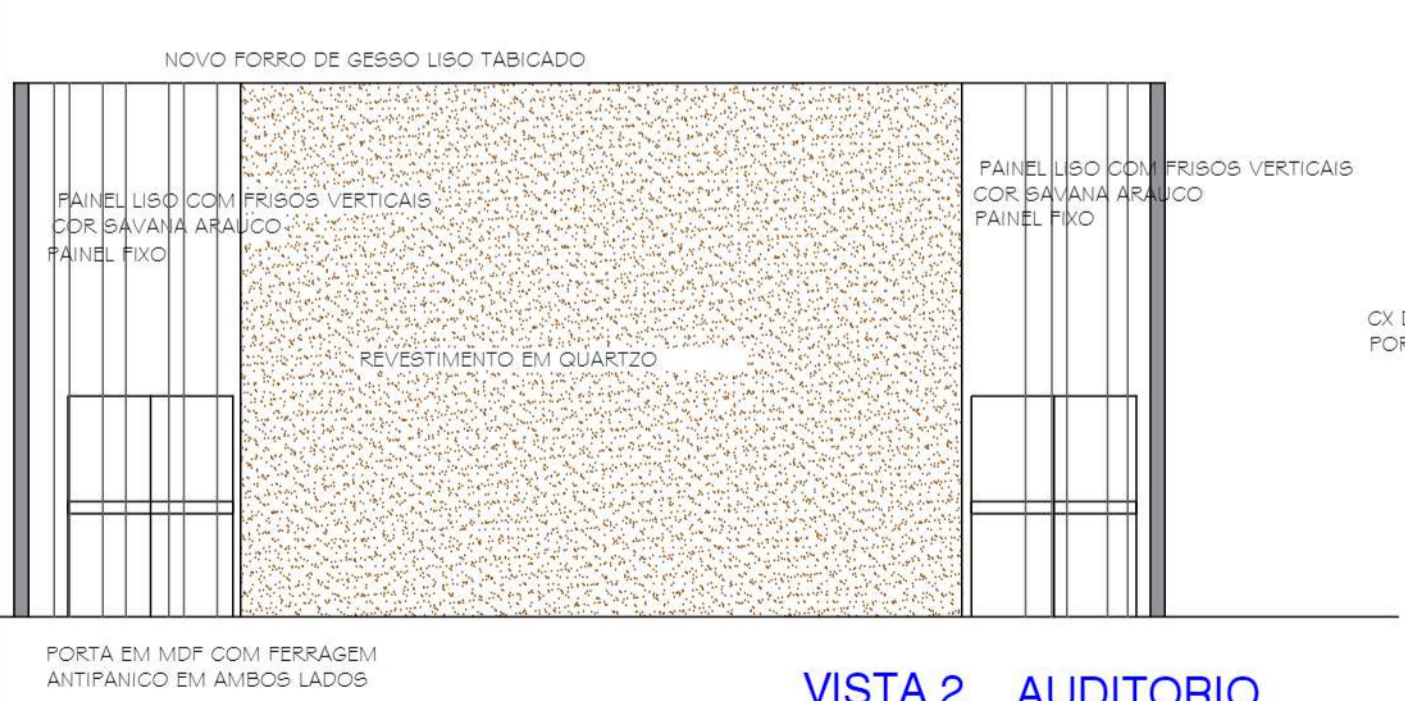 NOVO FORRO DE GESSO LISO TABICADO
PAINEL LISO COM FRISOS VERTICAIS
COR SAVANA ARAUCO
PAINEL FIXO
PAINEL LISO COM FRISOS VERTICAIS
COR SAVANA ARAUCO
PAINEL FIXO
REVESTIMENTO EM QUARTZO
CX
PORTA EM MDF COM FERRAGEM
ANTIPANICO EM AMBOS LADOS
VISTA 2 AUDITORIO